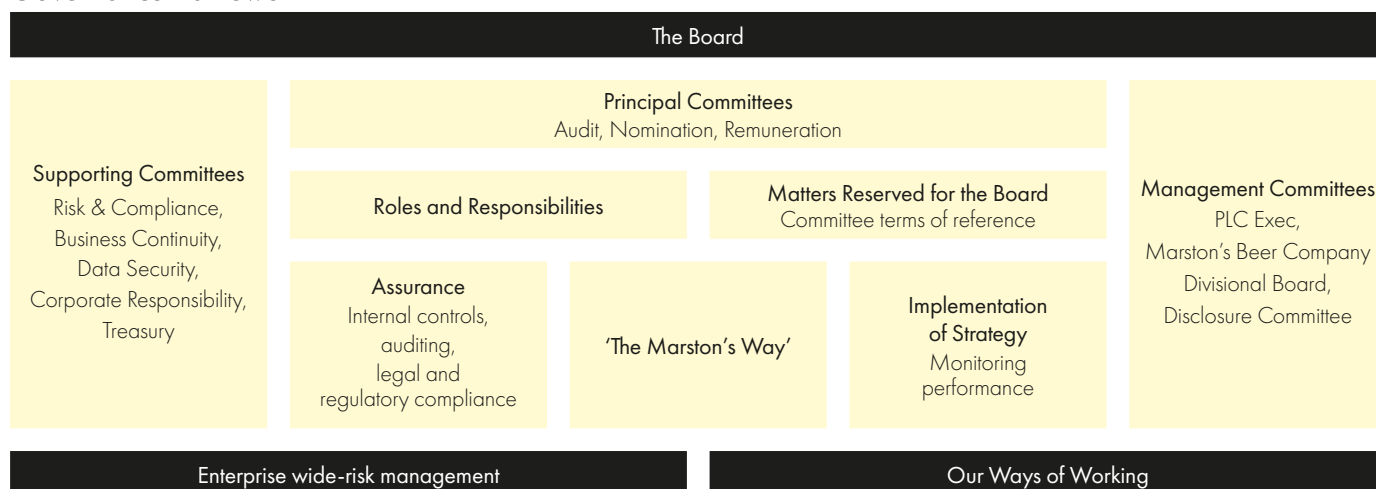 The Board
Supporting Committees
Risk & Compliance,
Business Continuity,
Data Security,
Corporate Responsibility,
Treasury
Principal Committees
Audit, Nomination, Remuneration
Roles and Responsibilities
Matters Reserved for the Board
Committee terms of reference
Assurance
Internal controls,
auditing,
legal and
regulatory compliance
‘The Marston’s Way’
Implementation
of Strategy
Monitoring
performance
Management Committees
PLC Exec,
Marston’s Beer Company
Divisional Board,
Disclosure Committee
Enterprise wide-risk management
Our Ways of Working